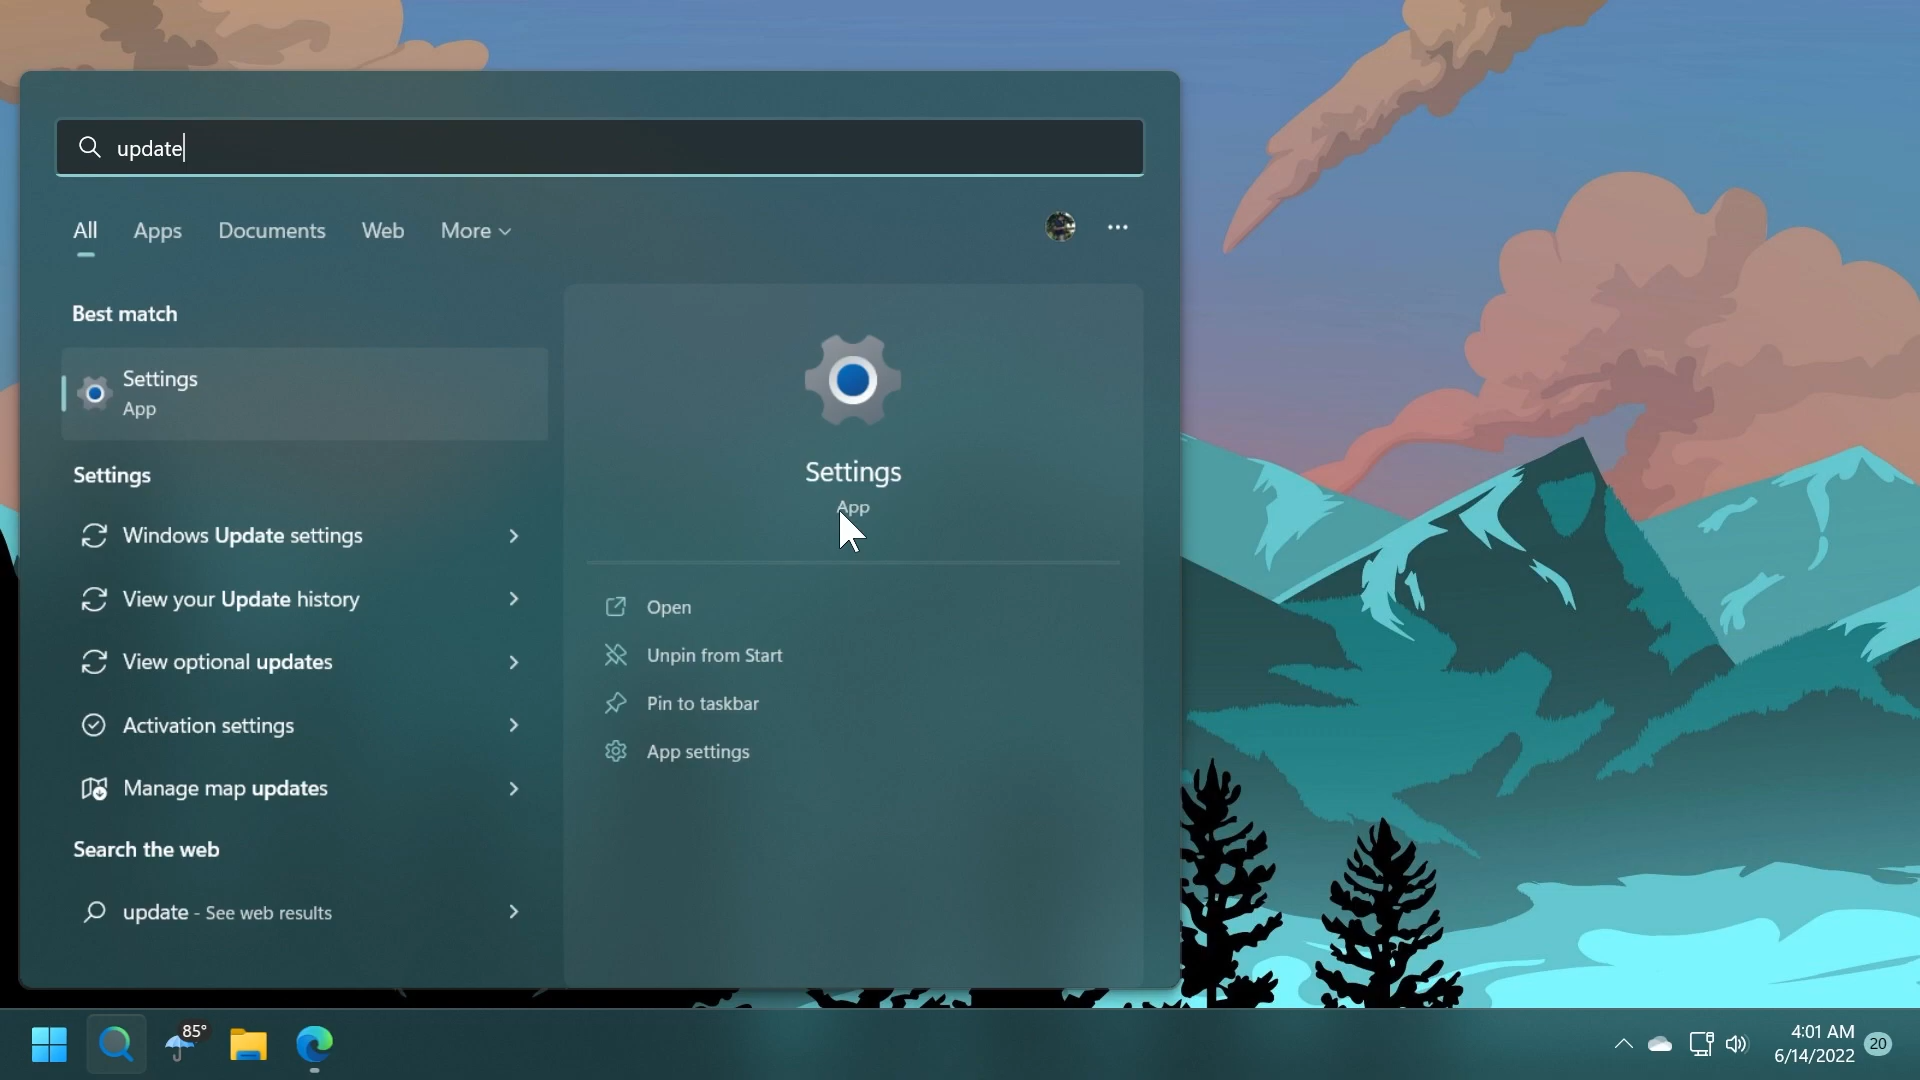 update
All Apps Documents Web More
Best match
Settings
App
Settings
Windows Update settings
View your Update history
View optional updates
Activation settings
Manage map updates
Search the web
update - See web results
Settings
App
Open
Unpin from Start
Pin to taskbar
App settings
85°
4:01 AM
6/14/2022
20